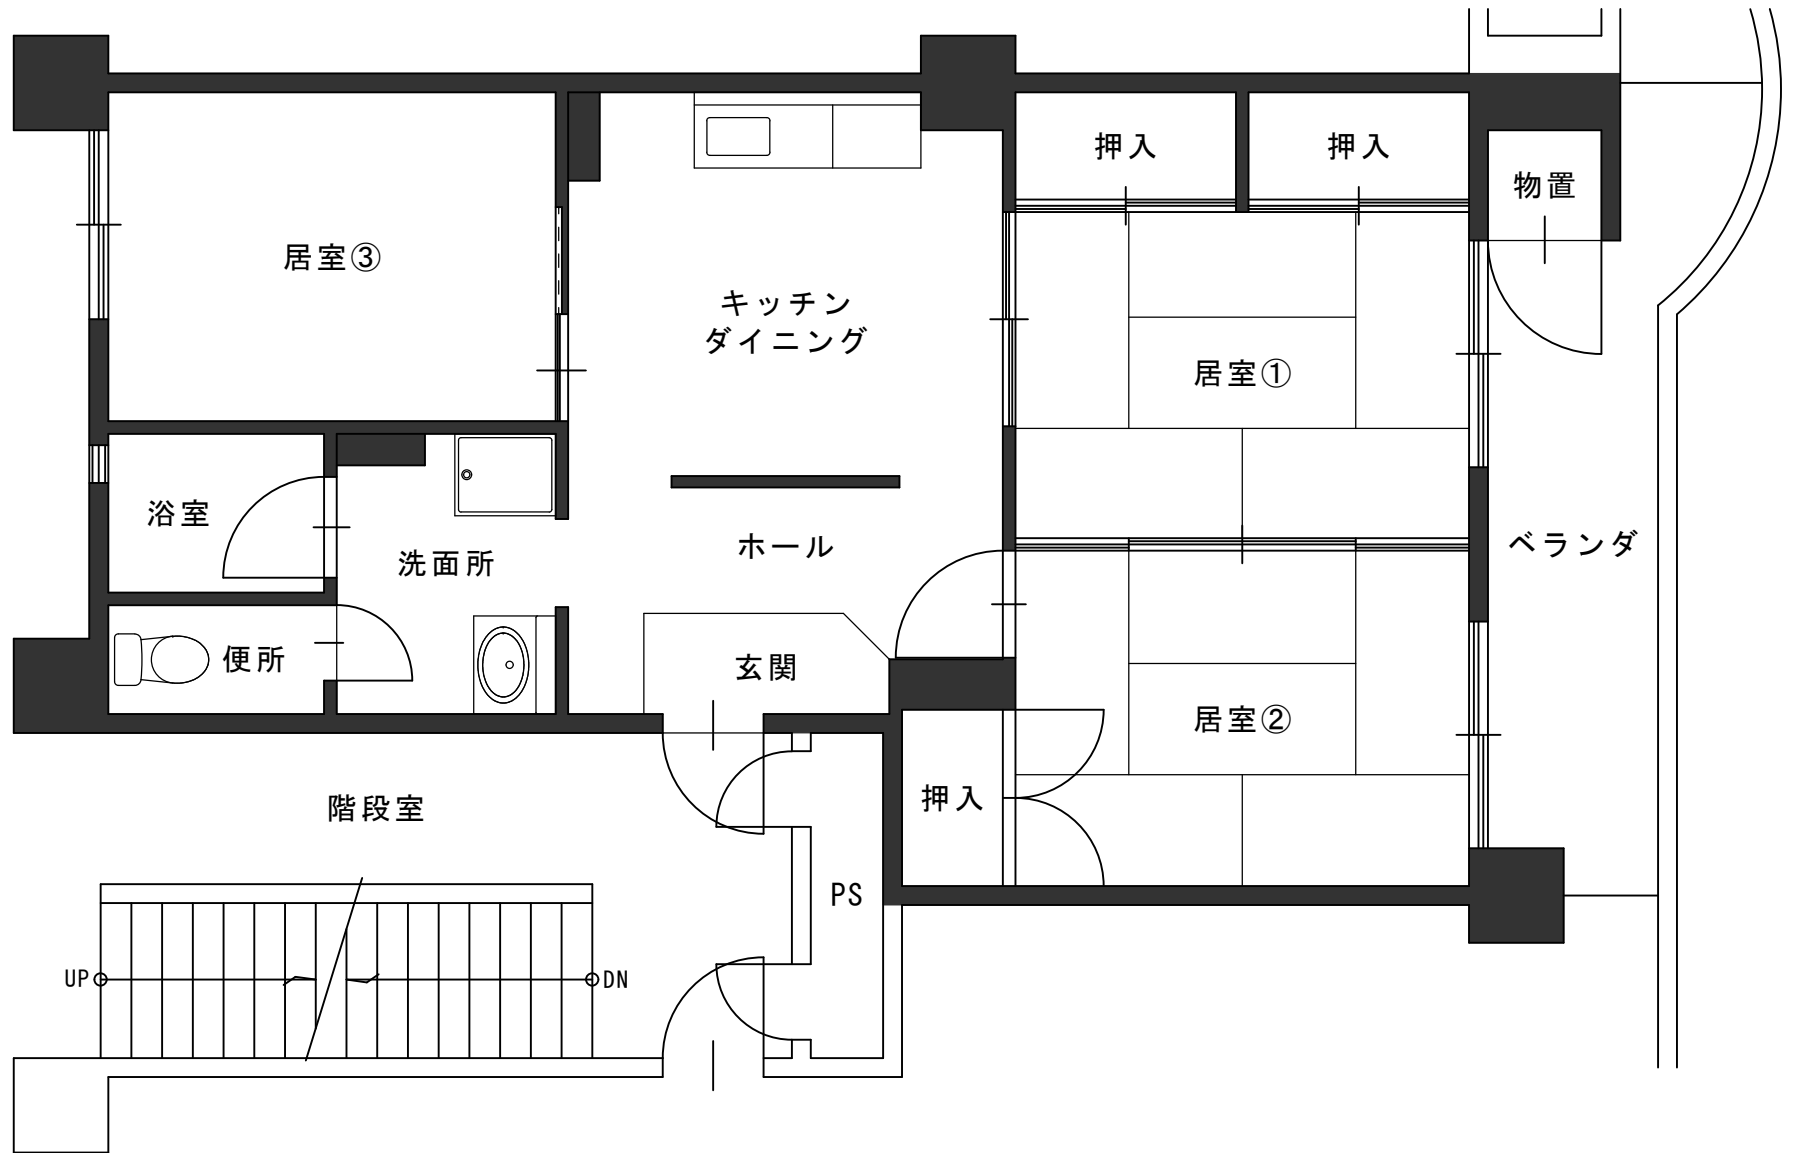 押入
押入
物置
居室③
キッチン
ダイニング
居室①
浴室
洗面所
ホール
ベランダ
便所
玄関
居室②
階段室
押入
PS
UP
DN